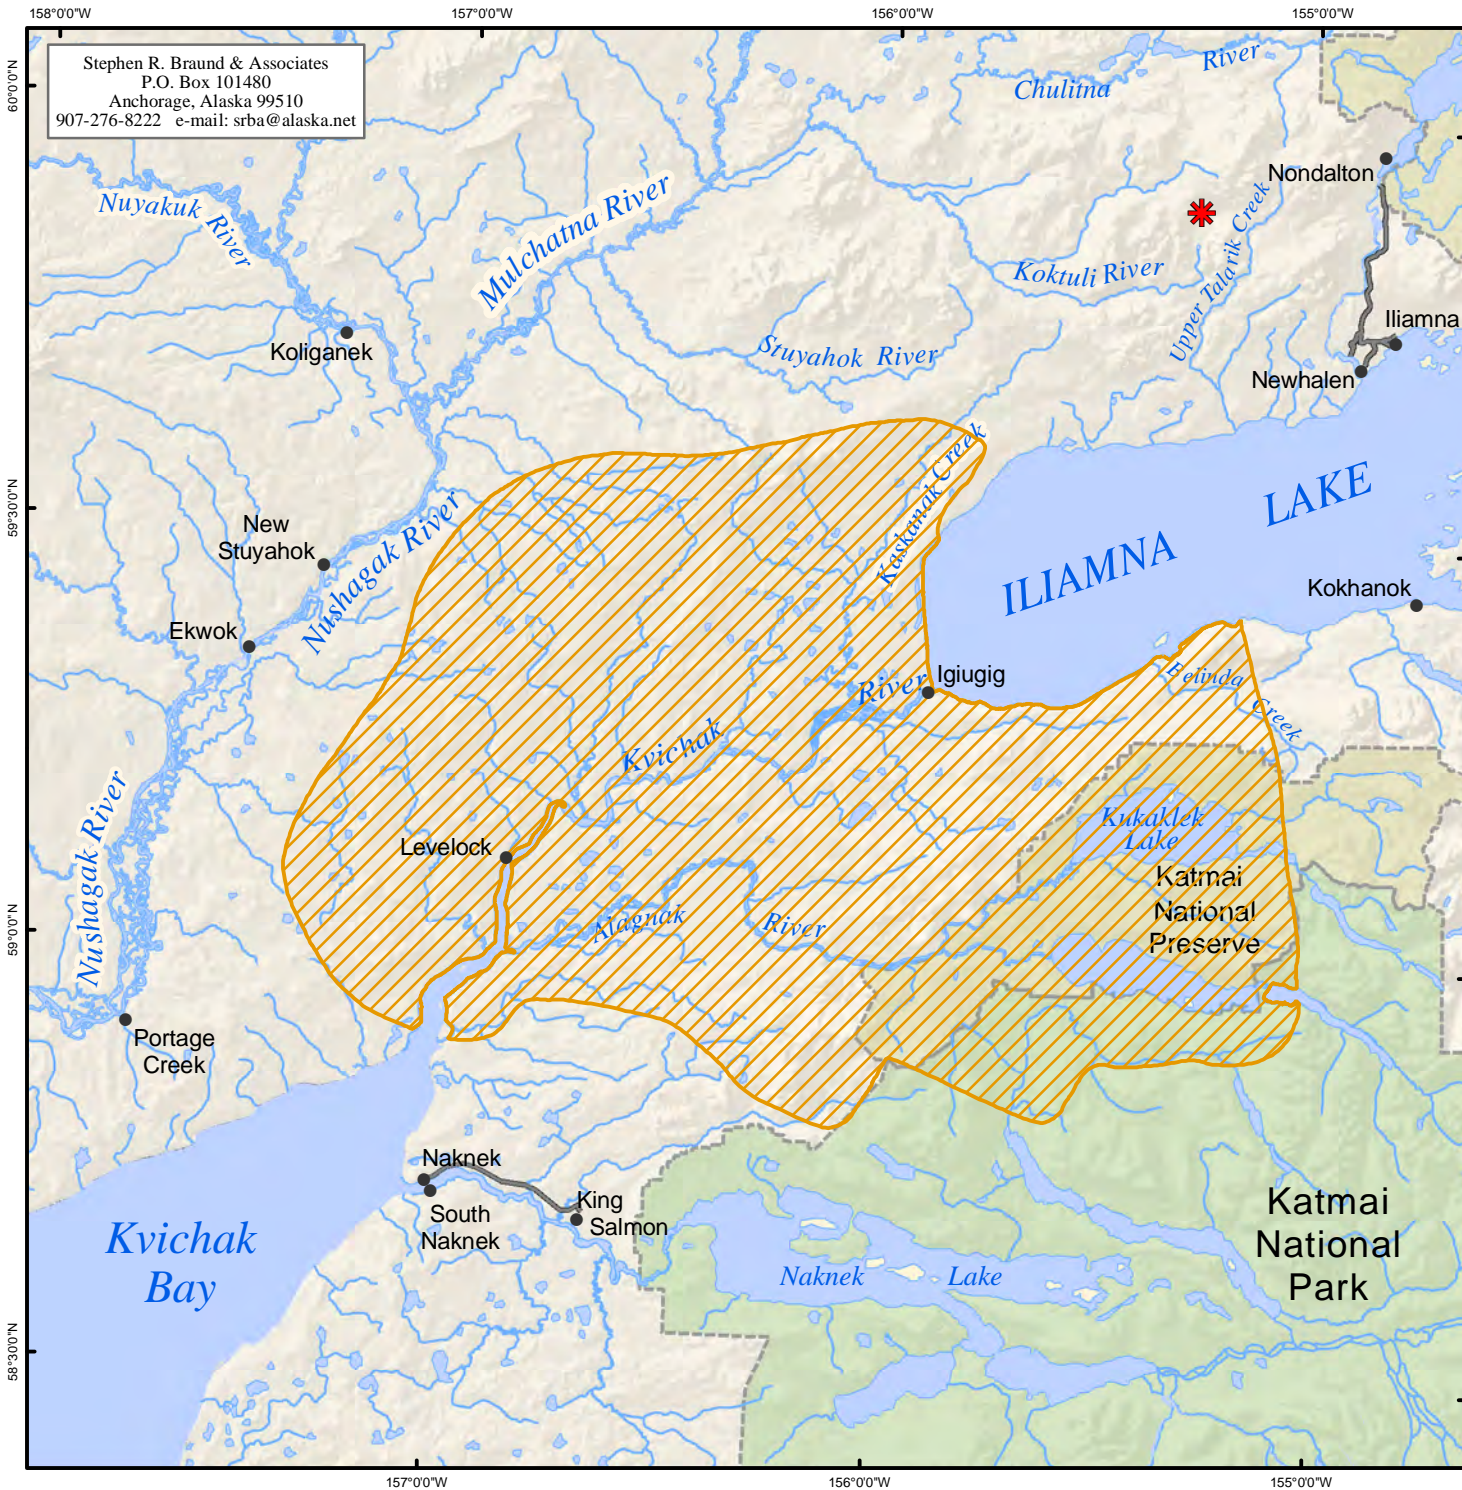 158°0'0"W
157°0'0"W
156°0'0"W
155°0'0"W
Stephen R. Braund & Associates
P.O. Box 101480
Anchorage, Alaska 99510
907-276-8222 e-mail: srba@alaska.net
60°0'0"N
Chulitna River
Nondalton
Nuyakuk River
Mulchatna River
Upper Talarik Creek
Koktuli River
Iliamna
Koliganek
Stuyahok River
Newhalen
Kaskanak Creek
ILIAMNA LAKE
59°30'0"N
New
Stuyahok
Nushagak River
Kokhanok
Ekwok
Igiugig
Belinda Creek
Kvichak River
Nushagak River
Kukaklek
Lake
Levelock
Katmai
National
Preserve
Alagnak River
59°0'0"N
Portage
Creek
Naknek
South
Naknek
King
Salmon
Katmai
National
Park
Kvichak
Bay
Naknek Lake
58°30'0"N
157°0'0"W
156°0'0"W
155°0'0"W